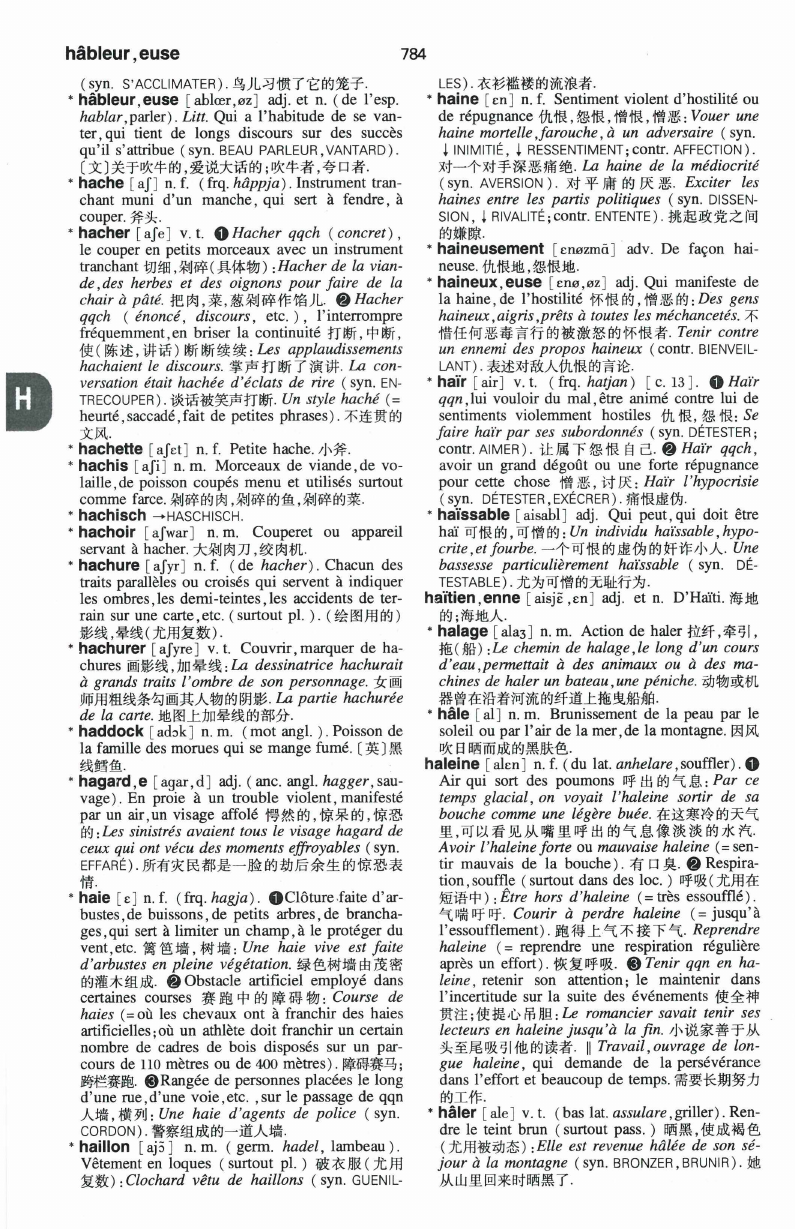 hâbleur,euse
784
(syn. S'ACCLIMATER).鸟儿习惯了它的笼子.
* hâbleur,euse [ablœr,øz] adj. et n. (de l'esp.
hablar,parler). Litt. Qui a l'habitude de se van-
ter,qui tient de longs discours sur des succès
qu'il s'attribue (syn. BEAU PARLEUR,VANTARD).
〔文〕关于吹牛的,爱说大话的;吹牛者,夸口者.
* hache [aʃ] n.f. (frq. hâppja). Instrument tran-
chant muni d'un manche, qui sert à fendre, à
couper. 斧头.
* hacher [aʃe] v.t. ❶Hacher qqch (concret),
le couper en petits morceaux avec un instrument
tranchant 切细,剁碎(具体物):Hacher de la vian-
de,des herbes et des oignons pour faire de la
chair à pâté. 把肉,菜,葱剁碎作馅儿. ❷Hacher
qqch (énoncé, discours, etc.), l'interrompre
fréquemment,en briser la continuité 打断,中断,
使(陈述,讲话)断断续续:Les applaudissements
hachaient le discours. 掌声打断了演讲. La con-
versation était hachée d'éclats de rire (syn. EN-
TRECOUPER).谈话被笑声打断. Un style haché (=
heurté,saccadé,fait de petites phrases). 不连贯的
文风.
* hachette [aʃɛt] n.f. Petite hache.小斧.
* hachis [aʃi] n.m. Morceaux de viande,de vo-
laille,de poisson coupés menu et utilisés surtout
comme farce. 剁碎的肉,剁碎的鱼,剁碎的菜.
* hachisch →HASCHISCH.
* hachoir [aʃwar] n.m. Couperet ou appareil
servant à hacher. 大剁肉刀,绞肉机.
* hachure [aʃyr] n.f. (de hacher). Chacun des
traits parallèles ou croisés qui servent à indiquer
les ombres,les demi-teintes,les accidents de ter-
rain sur une carte,etc. (surtout pl.). (绘图用的)
影线,晕线(尤用复数).
* hachurer [aʃyre] v.t. Couvrir,marquer de ha-
chures 画影线,加晕线:La dessinatrice hachurait
à grands traits l'ombre de son personnage. 女画
师用粗线条勾画其人物的阴影. La partie hachurée
de la carte. 地图上加晕线的部分.
* haddock [adɔk] n.m. (mot angl.). Poisson de
la famille des morues qui se mange fumé.〔英〕黑
线鳕鱼.
* hagard,e [agar,d] adj. (anc. angl. hagger,sau-
vage). En proie à un trouble violent,manifesté
par un air,un visage affolé 愕然的,惊呆的,惊恐
的:Les sinistrés avaient tous le visage hagard de
ceux qui ont vécu des moments effroyables (syn.
EFFARÉ).所有灾民都是一脸的劫后余生的惊恐表
情.
* haie [ɛ] n.f. (frq. hagja). ❶Clôture faite d'ar-
bustes,de buissons,de petits arbres,de brancha-
ges,qui sert à limiter un champ,à le protéger du
vent,etc. 篱笆墙,树墙:Une haie vive est faite
d'arbustes en pleine végétation. 绿色树墙由茂密
的灌木组成. ❷Obstacle artificiel employé dans
certaines courses 赛跑中的障碍物:Course de
haies (=où les chevaux ont à franchir des haies
artificielles;où un athlète doit franchir un certain
nombre de cadres de bois disposés sur un par-
cours de 110 mètres ou de 400 mètres). 障碍赛马;
跨栏赛跑. ❸Rangée de personnes placées le long
d'une rue,d'une voie,etc.,sur le passage de qqn
人墙,横列:Une haie d'agents de police (syn.
CORDON).警察组成的一道人墙.
* haillon [ajɔ̃] n.m. (germ. hadel, lambeau).
Vêtement en loques (surtout pl.) 破衣服(尤用
复数):Clochard vêtu de haillons (syn. GUENIL-
H
LES).衣衫褴褛的流浪者.
* haine [ɛn] n.f. Sentiment violent d'hostilité ou
de répugnance 仇恨,怨恨,憎恨,憎恶:Vouer une
haine mortelle,farouche,à un adversaire (syn.
↓INIMITIÉ,↓RESSENTIMENT;contr. AFFECTION).
对一个对手深恶痛绝. La haine de la médiocrité
(syn. AVERSION). 对平庸的厌恶. Exciter les
haines entre les partis politiques (syn. DISSEN-
SION,↓RIVALITÉ;contr. ENTENTE).挑起政党之间
的嫌隙.
* haineusement [ɛnøzmɑ̃] adv. De façon hai-
neuse.仇恨地,怨恨地.
* haineux,euse [ɛnø,øz] adj. Qui manifeste de
la haine,de l'hostilité 怀恨的,憎恶的:Des gens
haineux,aigris,prêts à toutes les méchancetés. 不
惜任何恶毒言行的被激怒的怀恨者. Tenir contre
un ennemi des propos haineux (contr. BIENVEIL-
LANT).表述对敌人仇恨的言论.
* haïr [air] v.t. (frq. hatjan) [c. 13]. ❶Haïr
qqn,lui vouloir du mal,être animé contre lui de
sentiments violemment hostiles 仇恨,怨恨:Se
faire haïr par ses subordonnés (syn. DÉTESTER;
contr. AIMER). 让属下怨恨自己. ❷Haïr qqch,
avoir un grand dégoût ou une forte répugnance
pour cette chose 憎恶,讨厌:Haïr l'hypocrisie
(syn. DÉTESTER,EXÉCRER).痛恨虚伪.
* haïssable [aisabl] adj. Qui peut,qui doit être
haï 可恨的,可憎的:Un individu haïssable,hypo-
crite,et fourbe. 一个可恨的虚伪的奸诈小人. Une
bassesse particulièrement haïssable (syn. DÉ-
TESTABLE).尤为可憎的无耻行为.
haïtien,enne [aisjɛ̃,ɛn] adj. et n. D'Haïti. 海地
的;海地人.
* halage [alaʒ] n.m. Action de haler 拉纤,牵引,
拖(船):Le chemin de halage,le long d'un cours
d'eau,permettait à des animaux ou à des ma-
chines de haler un bateau,une péniche. 动物或机
器曾在沿着河流的纤道上拖曳船舶.
* hâle [al] n.m. Brunissement de la peau par le
soleil ou par l'air de la mer,de la montagne. 因风
吹日晒而成的黑肤色.
haleine [alɛn] n.f. (du lat. anhelare,souffler). ❶
Air qui sort des poumons 呼出的气息:Par ce
temps glacial, on voyait l'haleine sortir de sa
bouche comme une légère buée. 在这寒冷的天气
里,可以看见从嘴里呼出的气息像淡淡的水汽.
Avoir l'haleine forte ou mauvaise haleine (=sen-
tir mauvais de la bouche). 有口臭. ❷Respira-
tion,souffle (surtout dans des loc.) 呼吸(尤用在
短语中):Être hors d'haleine (=très essoufflé).
气喘吁吁. Courir à perdre haleine (=jusqu'à
l'essoufflement). 跑得上气不接下气. Reprendre
haleine (=reprendre une respiration régulière
après un effort). 恢复呼吸. ❸Tenir qqn en ha-
leine, retenir son attention; le maintenir dans
l'incertitude sur la suite des événements 使全神
贯注;使提心吊胆:Le romancier savait tenir ses
lecteurs en haleine jusqu'à la fin. 小说家善于从
头至尾吸引他的读者. ‖Travail,ouvrage de lon-
gue haleine, qui demande de la persévérance
dans l'effort et beaucoup de temps. 需要长期努力
的工作.
* hâler [ale] v.t. (bas lat. assulare,griller). Ren-
dre le teint brun (surtout pass.) 晒黑,使成褐色
(尤用被动态):Elle est revenue hâlée de son sé-
jour à la montagne (syn. BRONZER,BRUNIR).她
从山里回来时晒黑了.